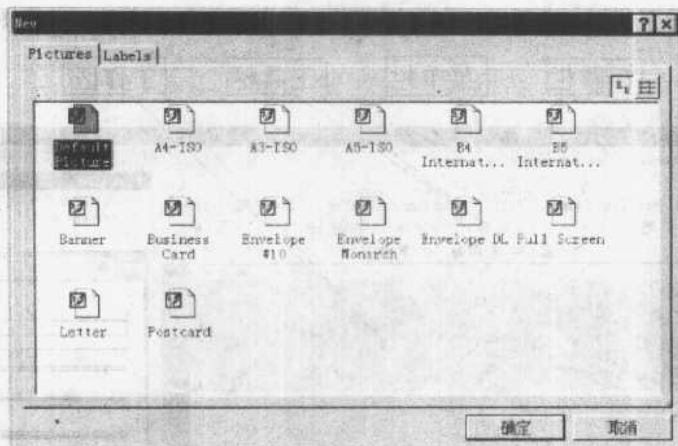 New
Pictures Labels
Default Picture
A4-ISO
A3-ISO
A5-ISO
B4 Internat...
B5 Internat...
Banner
Business Card
Envelope #10
Envelope Monarch
Envelope DL
Full Screen
Letter
Postcard
确定
取消